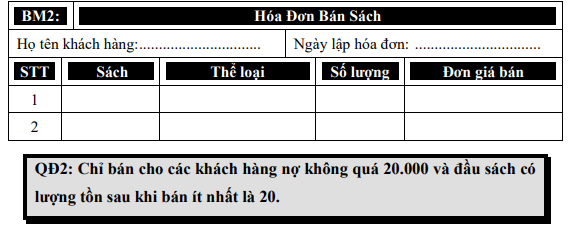 BM2: Hóa Đơn Bán Sách
Họ tên khách hàng:............................... Ngày lập hóa đơn: ................................
STT Sách Thể loại Số lượng Đơn giá bán
1
2
QĐ2: Chỉ bán cho các khách hàng nợ không quá 20.000 và đầu sách có
lượng tồn sau khi bán ít nhất là 20.